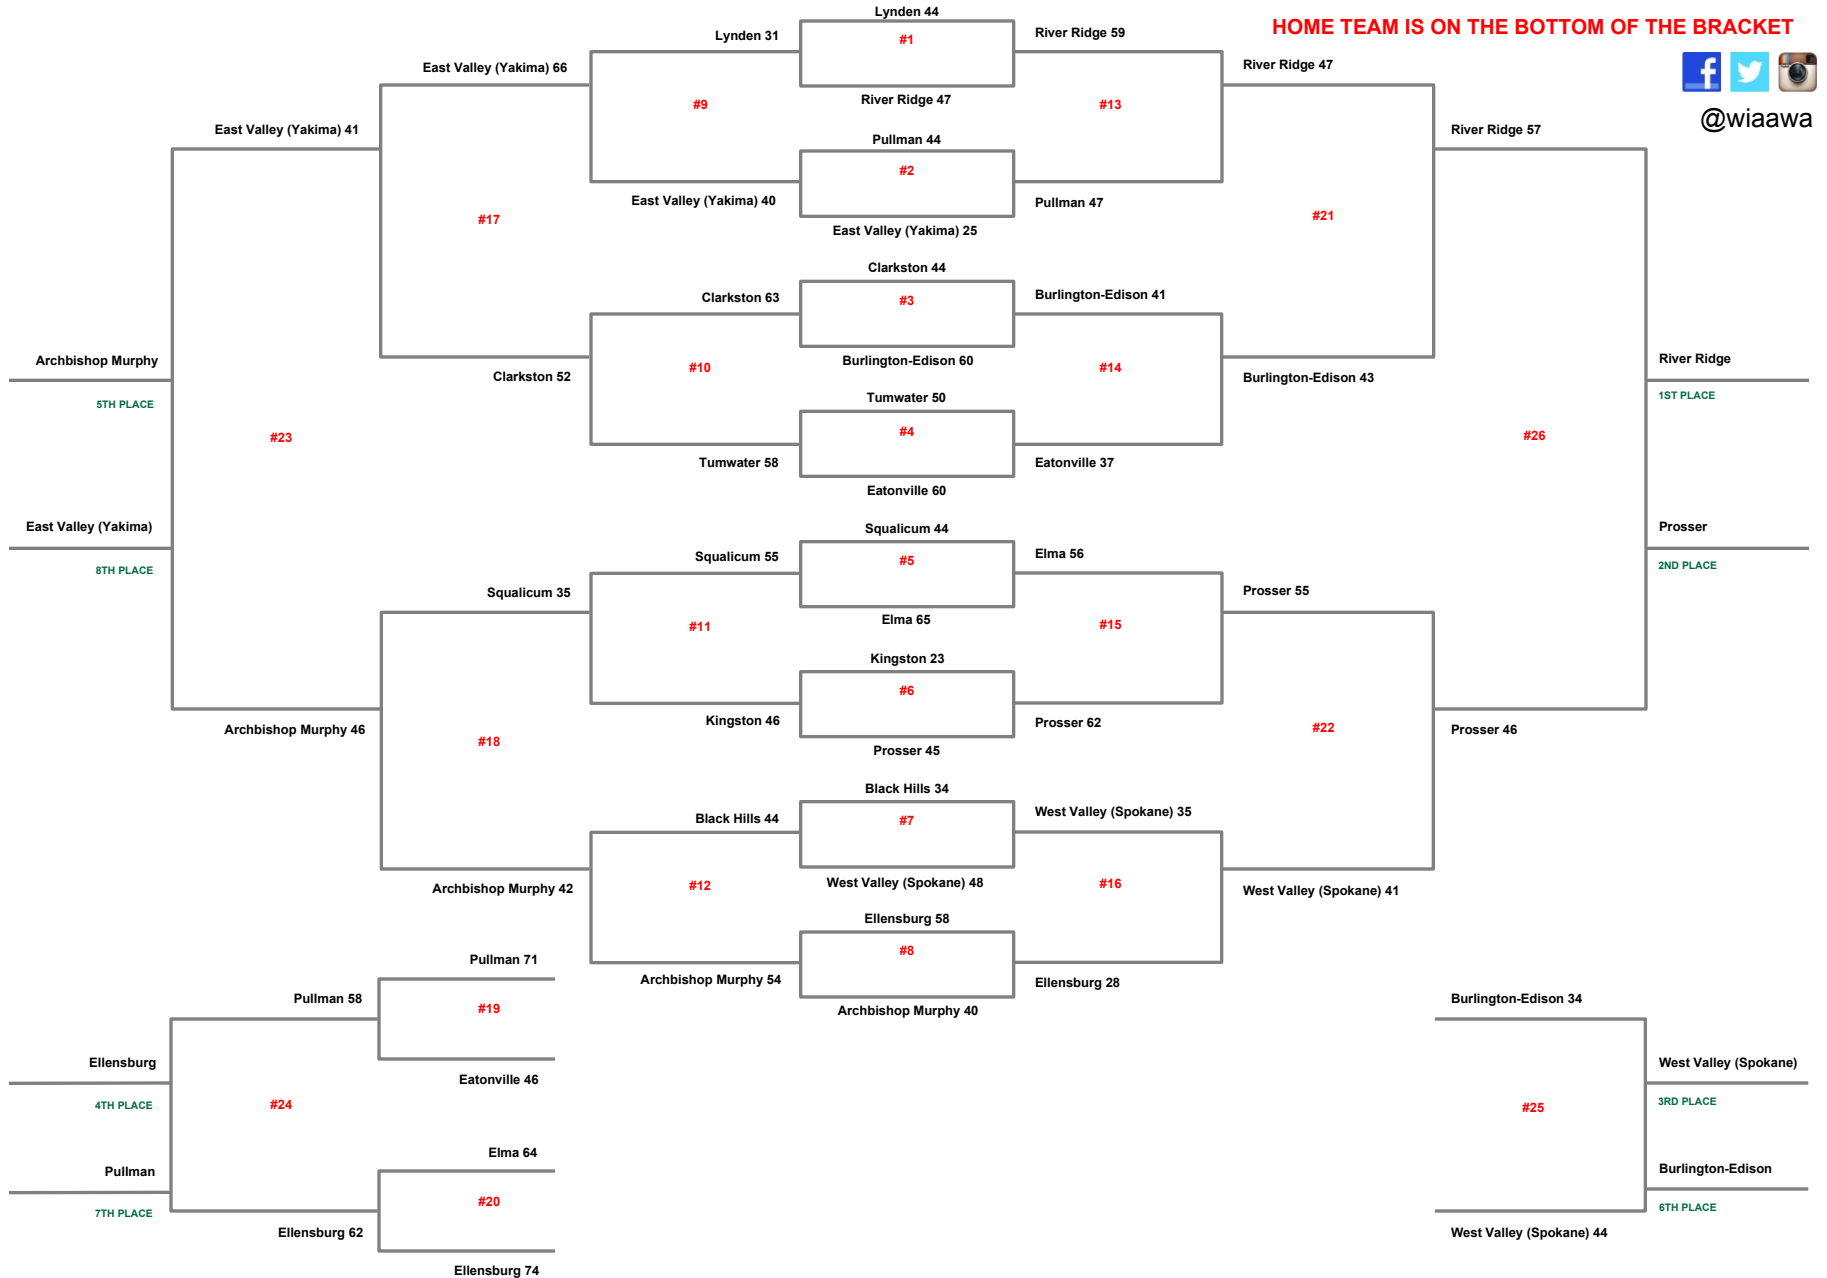 Lynden 44
HOME TEAM IS ON THE BOTTOM OF THE BRACKET
Lynden 31
#1
River Ridge 59
East Valley (Yakima) 66
River Ridge 47
@wiaawa
#9
River Ridge 47
#13
East Valley (Yakima) 41
Pullman 44
River Ridge 57
#2
East Valley (Yakima) 40
Pullman 47
#17
#21
East Valley (Yakima) 25
Clarkston 44
Clarkston 63
#3
Burlington-Edison 41
Archbishop Murphy
5TH PLACE
Burlington-Edison 60
River Ridge
1ST PLACE
Clarkston 52
#10
#14
Burlington-Edison 43
Tumwater 50
#23
#4
#26
Tumwater 58
Eatonville 37
Eatonville 60
East Valley (Yakima)
8TH PLACE
Squalicum 44
Prosser
2ND PLACE
Squalicum 55
#5
Elma 56
Squalicum 35
Prosser 55
#11
Elma 65
#15
Kingston 23
#6
Kingston 46
Prosser 62
Archbishop Murphy 46
#18
Prosser 45
#22
Prosser 46
Black Hills 34
Black Hills 44
#7
West Valley (Spokane) 35
Archbishop Murphy 42
#12
West Valley (Spokane) 48
#16
West Valley (Spokane) 41
Ellensburg 58
#8
Archbishop Murphy 54
Ellensburg 28
Archbishop Murphy 40
Pullman 71
Pullman 58
#19
Burlington-Edison 34
Ellensburg
4TH PLACE
Eatonville 46
West Valley (Spokane)
3RD PLACE
#24
#25
Elma 64
Pullman
7TH PLACE
#20
Burlington-Edison
6TH PLACE
Ellensburg 62
West Valley (Spokane) 44
Ellensburg 74